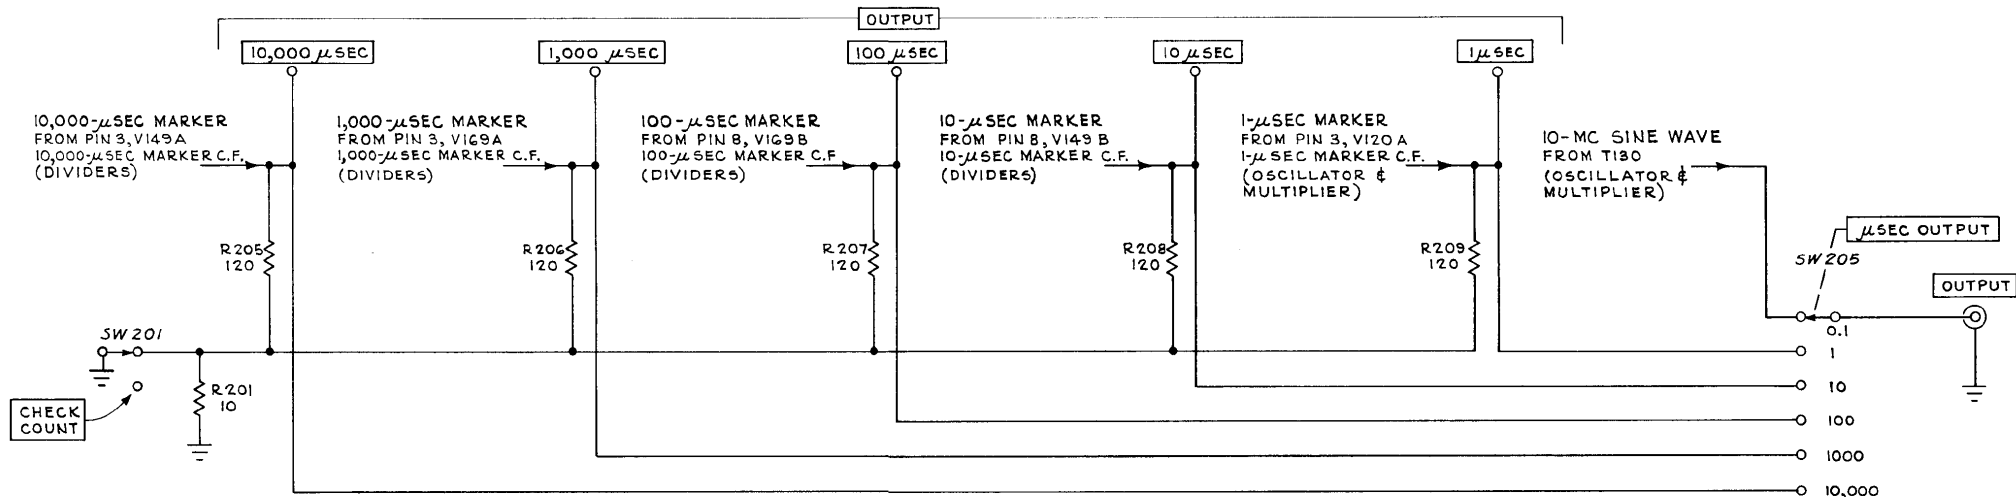 OUTPUT
10,000 µSEC
1,000 µSEC
100 µSEC
10 µSEC
1 µSEC
10,000-µSEC MARKER
FROM PIN 3, V149A
10,000-µSEC MARKER C.F.
(DIVIDERS)
1,000-µSEC MARKER
FROM PIN 3, V169A
1,000-µSEC MARKER C.F.
(DIVIDERS)
100-µSEC MARKER
FROM PIN 8, V169B
100-µSEC MARKER C.F.
(DIVIDERS)
10-µSEC MARKER
FROM PIN 8, V149B
10-µSEC MARKER C.F.
(DIVIDERS)
1-µSEC MARKER
FROM PIN 3, V120A
1-µSEC MARKER C.F.
(OSCILLATOR &
MULTIPLIER)
10-MC SINE WAVE
FROM T130
(OSCILLATOR &
MULTIPLIER)
R205
120
R206
120
R207
120
R208
120
R209
120
µSEC OUTPUT
SW205
OUTPUT
0.1
1
10
100
1000
10,000
SW201
R201
10
CHECK
COUNT